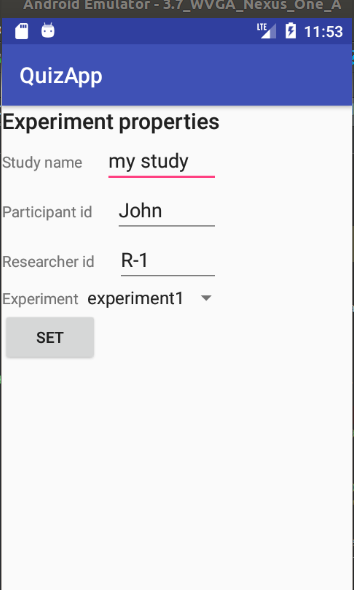 Android Emulator - 3.7_WVGA_Nexus_One_A
LTE 11:53
QuizApp
Experiment properties
Study name my study
Participant id John
Researcher id R-1
Experiment experiment1
SET